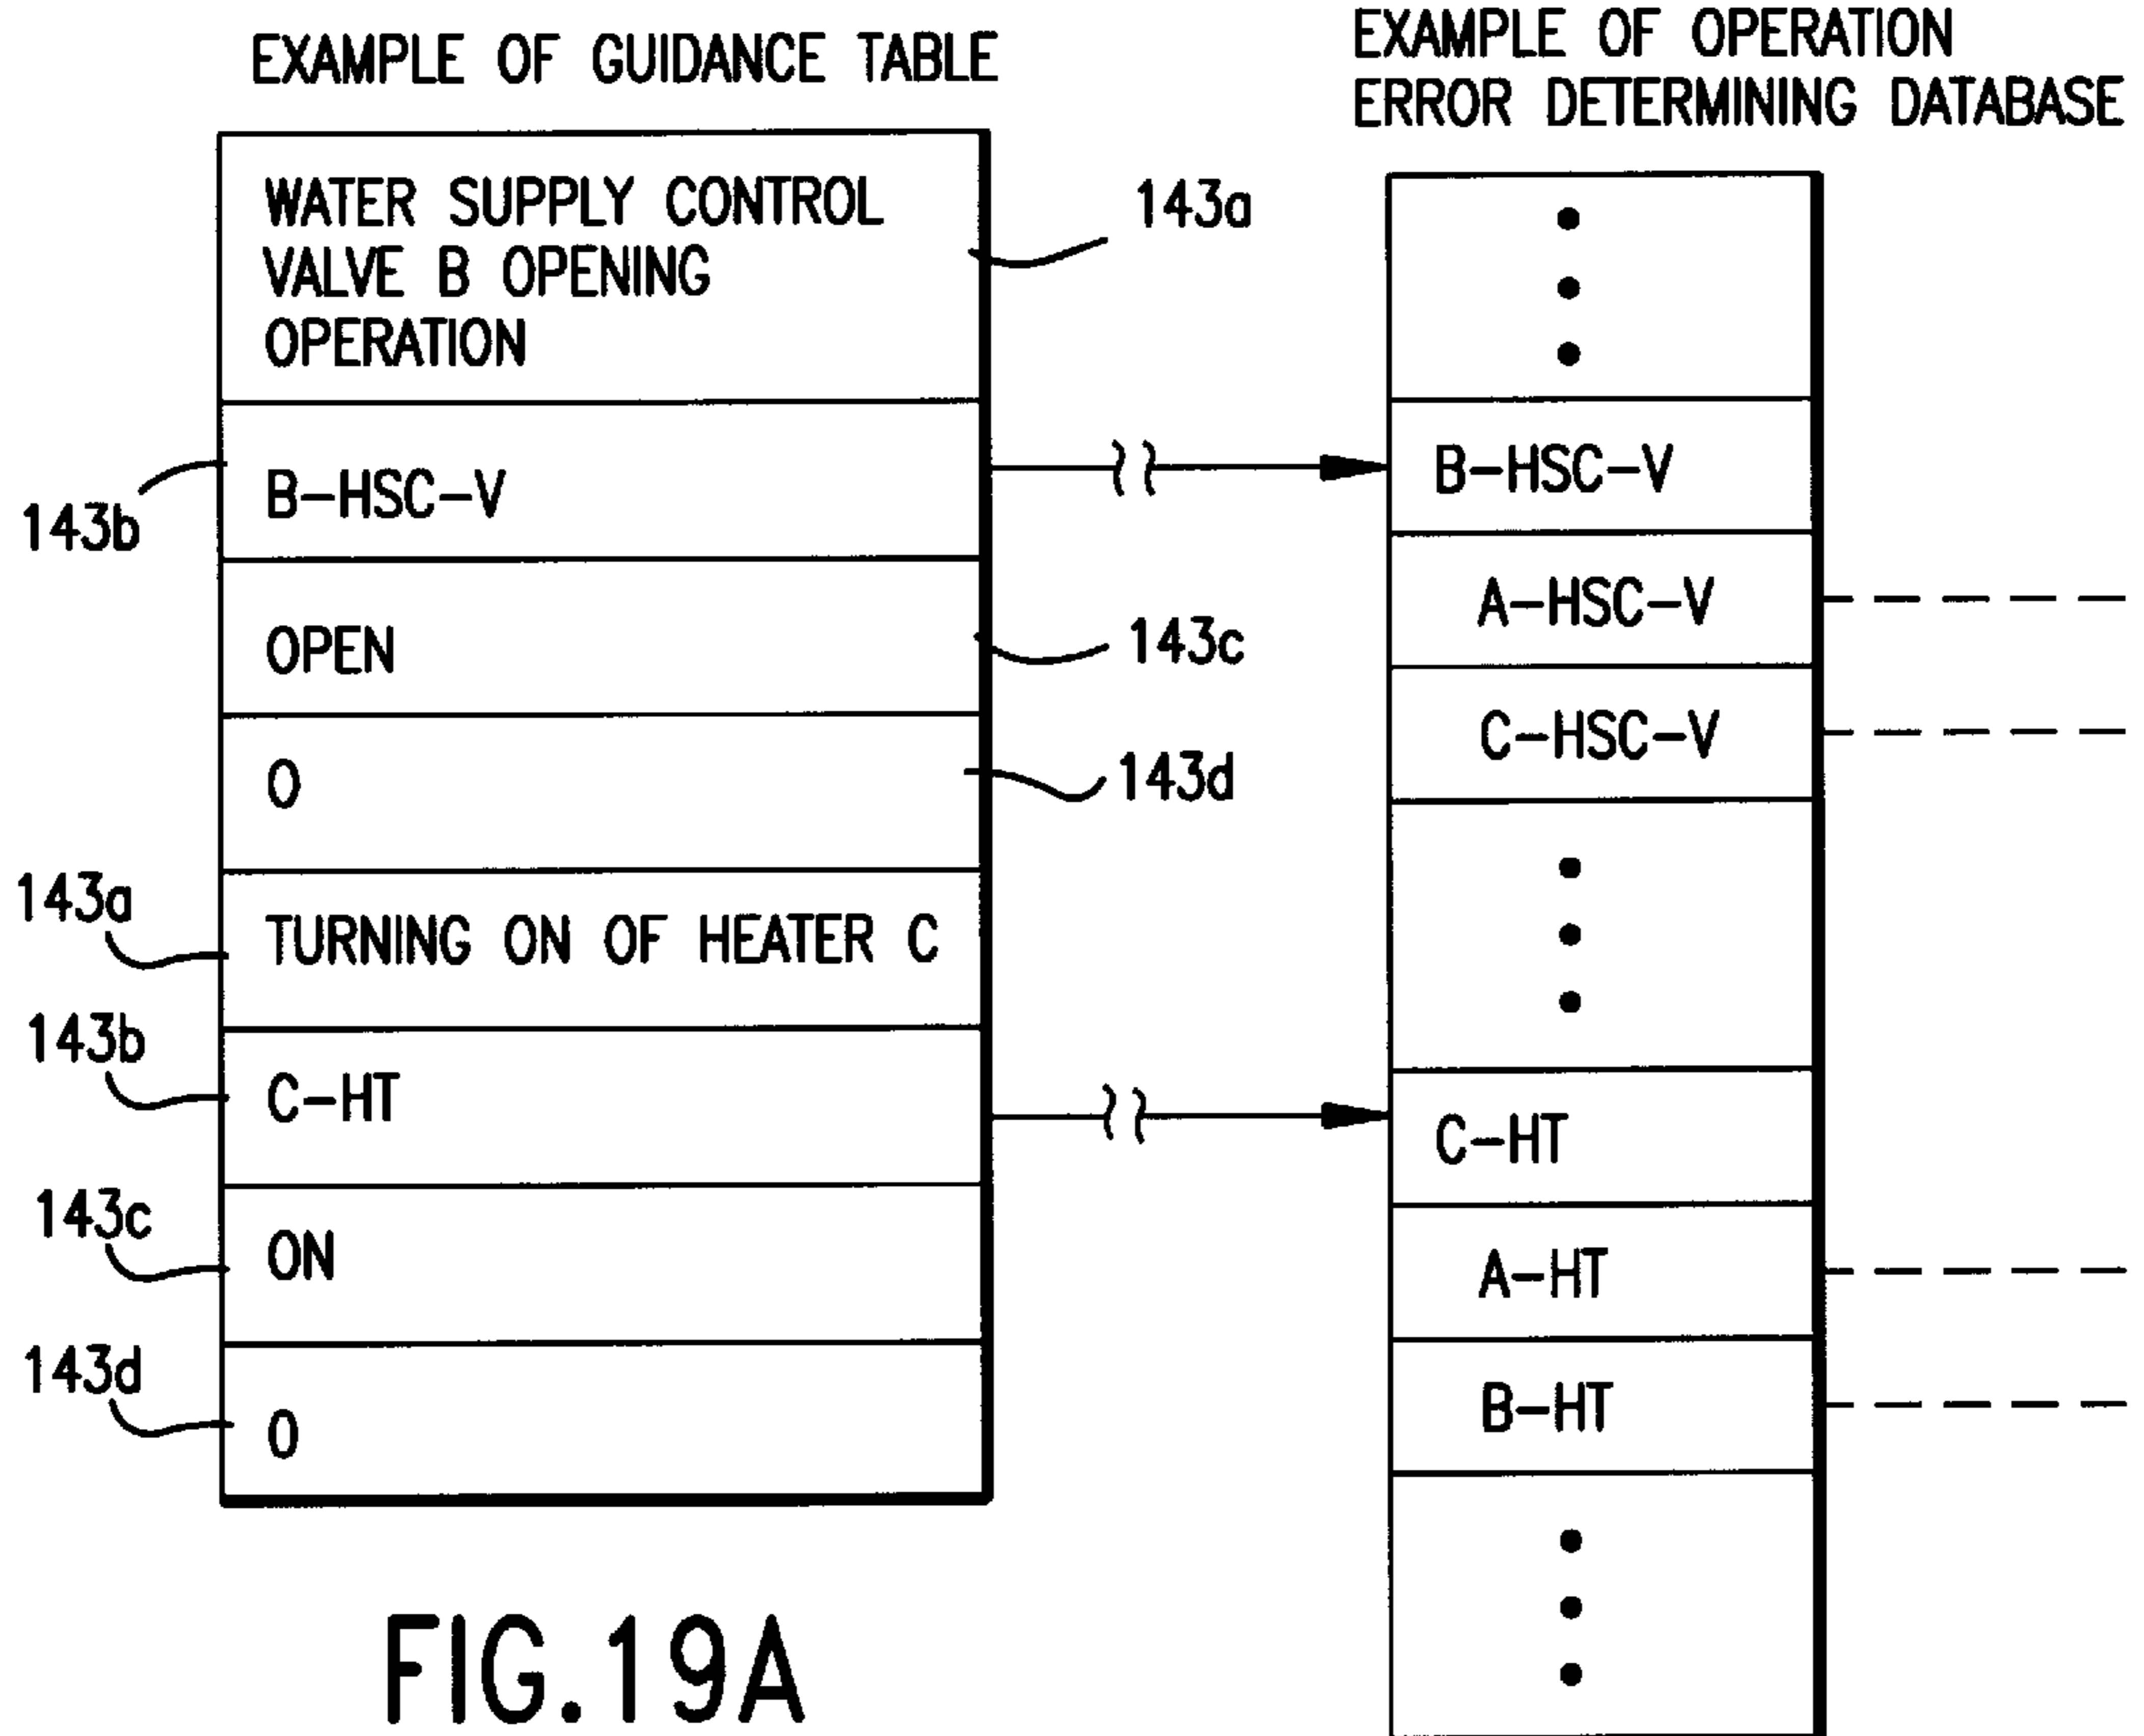 EXAMPLE OF GUIDANCE TABLE
WATER SUPPLY CONTROL
VALVE B OPENING
OPERATION
143a
B-HSC-V
143b
OPEN
143c
0
143d
TURNING ON OF HEATER C
143a
C-HT
143b
ON
143c
0
143d
FIG.19A
EXAMPLE OF OPERATION
ERROR DETERMINING DATABASE
B-HSC-V
A-HSC-V
C-HSC-V
C-HT
A-HT
B-HT